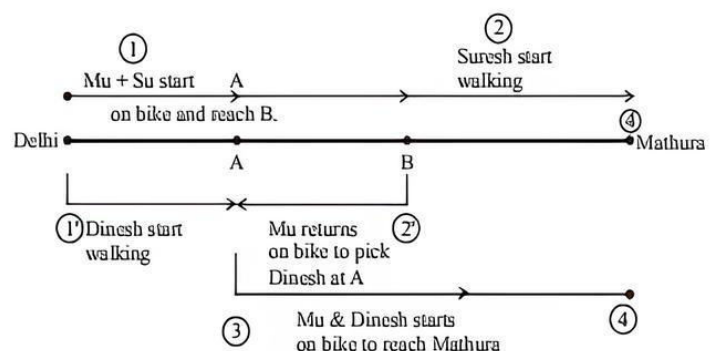 ①
②
Mu + Su start
A
Suresh start
walking
on bike and reach B.
④
Delhi
Mathura
A
B
①' Dinesh start
walking
Mu returns
on bike to pick
Dinesh at A
②'
③
Mu & Dinesh starts
on bike to reach Mathura
④